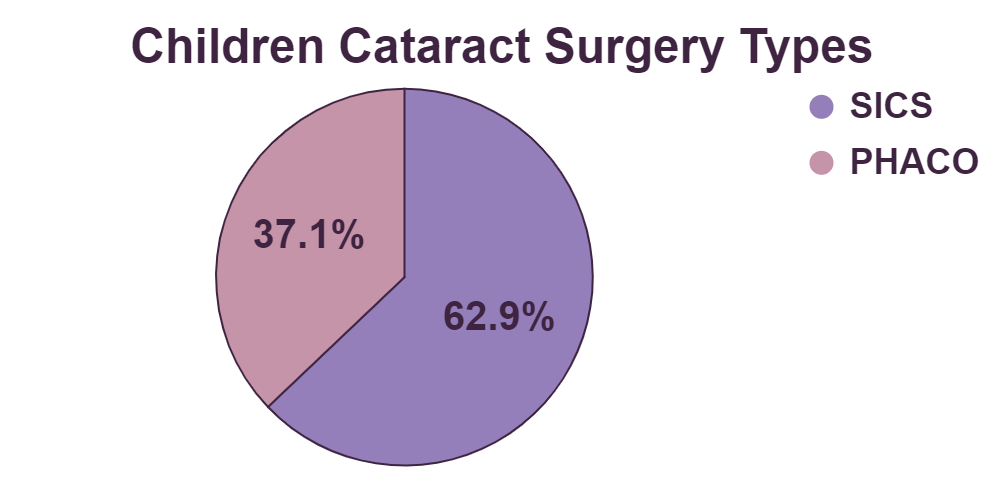 Children Cataract Surgery Types
SICS
PHACO
37.1%
62.9%